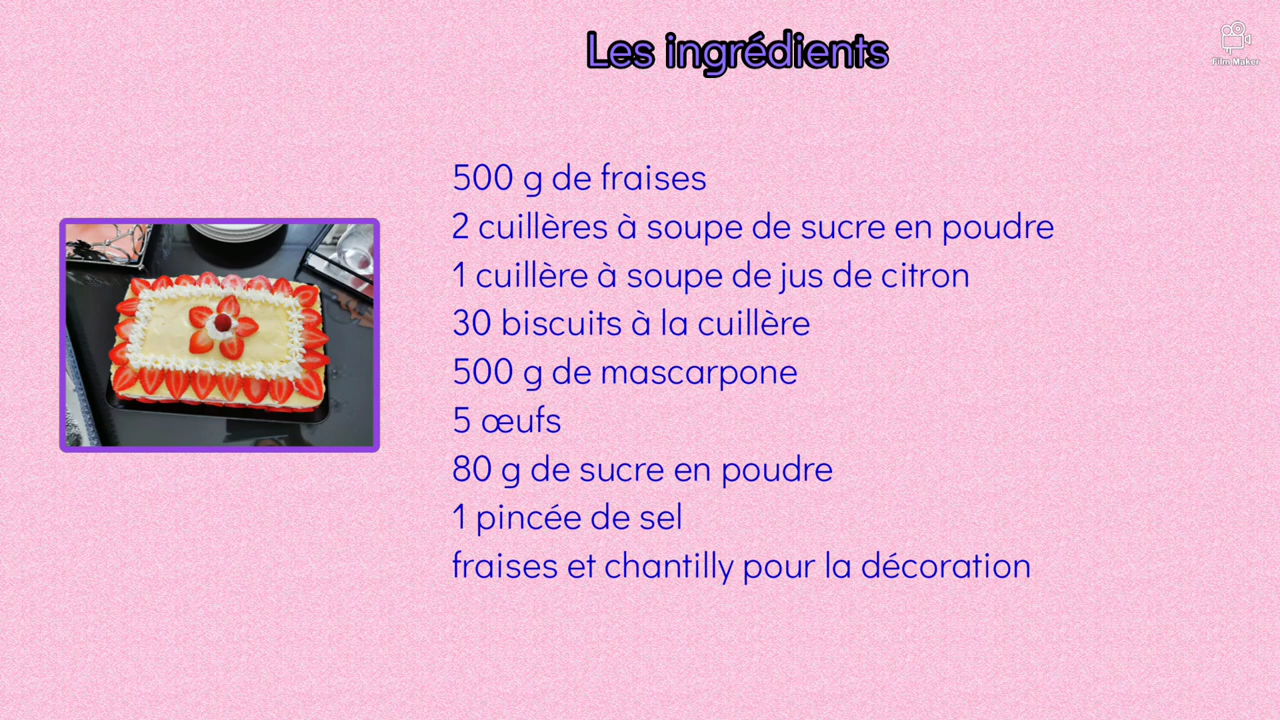 Les ingrédients
Film Maker
500 g de fraises
2 cuillères à soupe de sucre en poudre
1 cuillère à soupe de jus de citron
30 biscuits à la cuillère
500 g de mascarpone
5 œufs
80 g de sucre en poudre
1 pincée de sel
fraises et chantilly pour la décoration